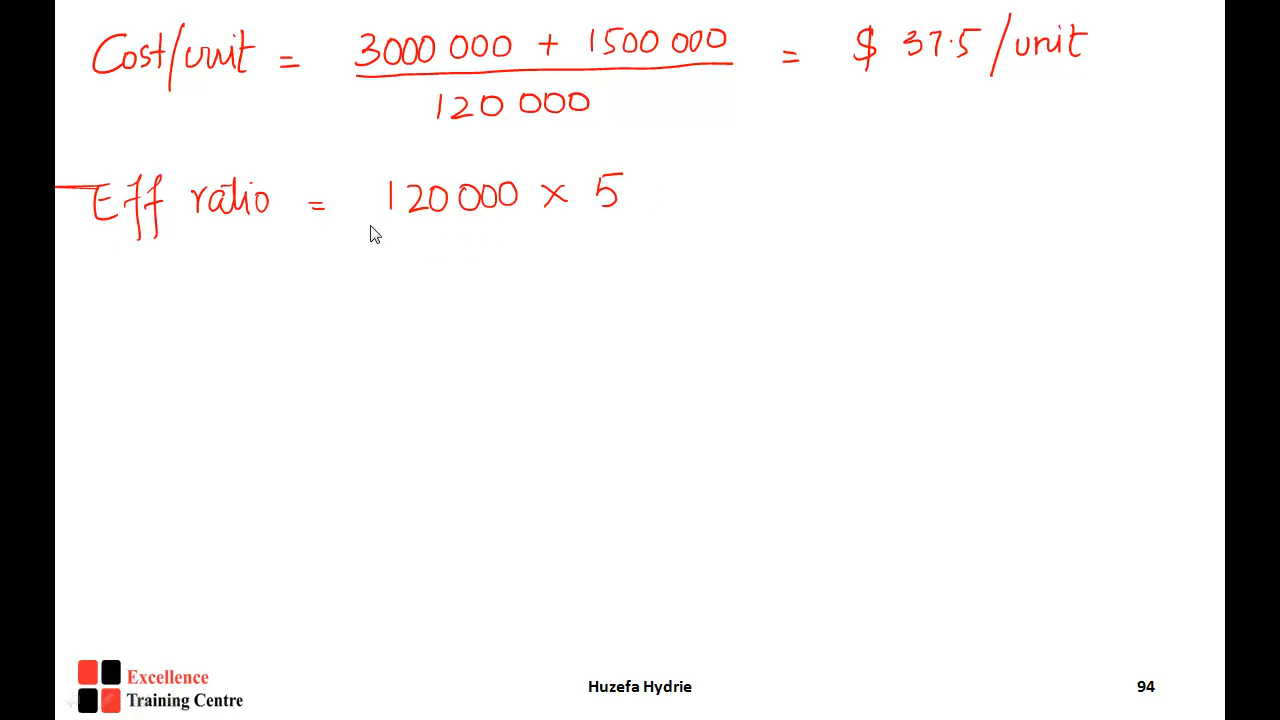 Cost/unit = 3000 000 + 1500 000 = $ 37.5/unit
120 000
Eff ratio = 120 000 × 5
Excellence
Training Centre
Huzefa Hydrie
94